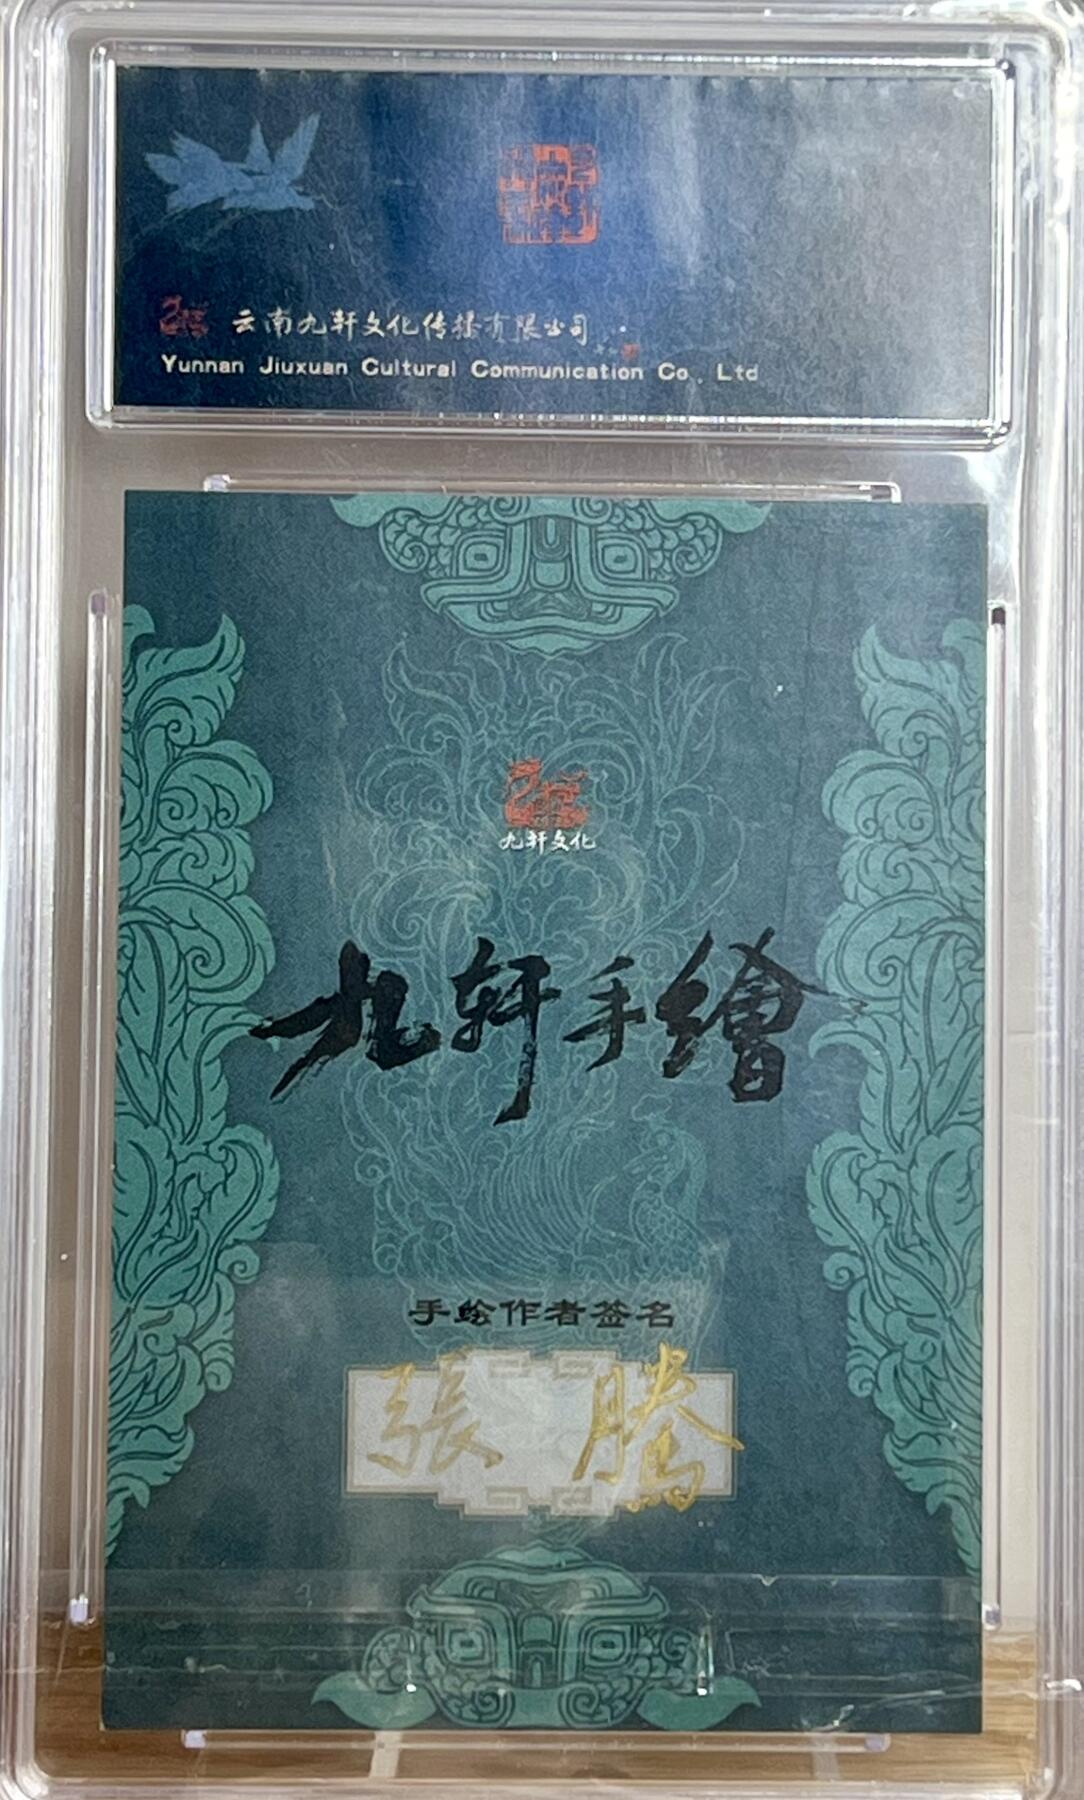 云南九轩文化传播有限公司
Yunnan Jiuxuan Cultural Communication Co., Ltd
九轩文化
九轩手繪
手绘作者签名
張 騰